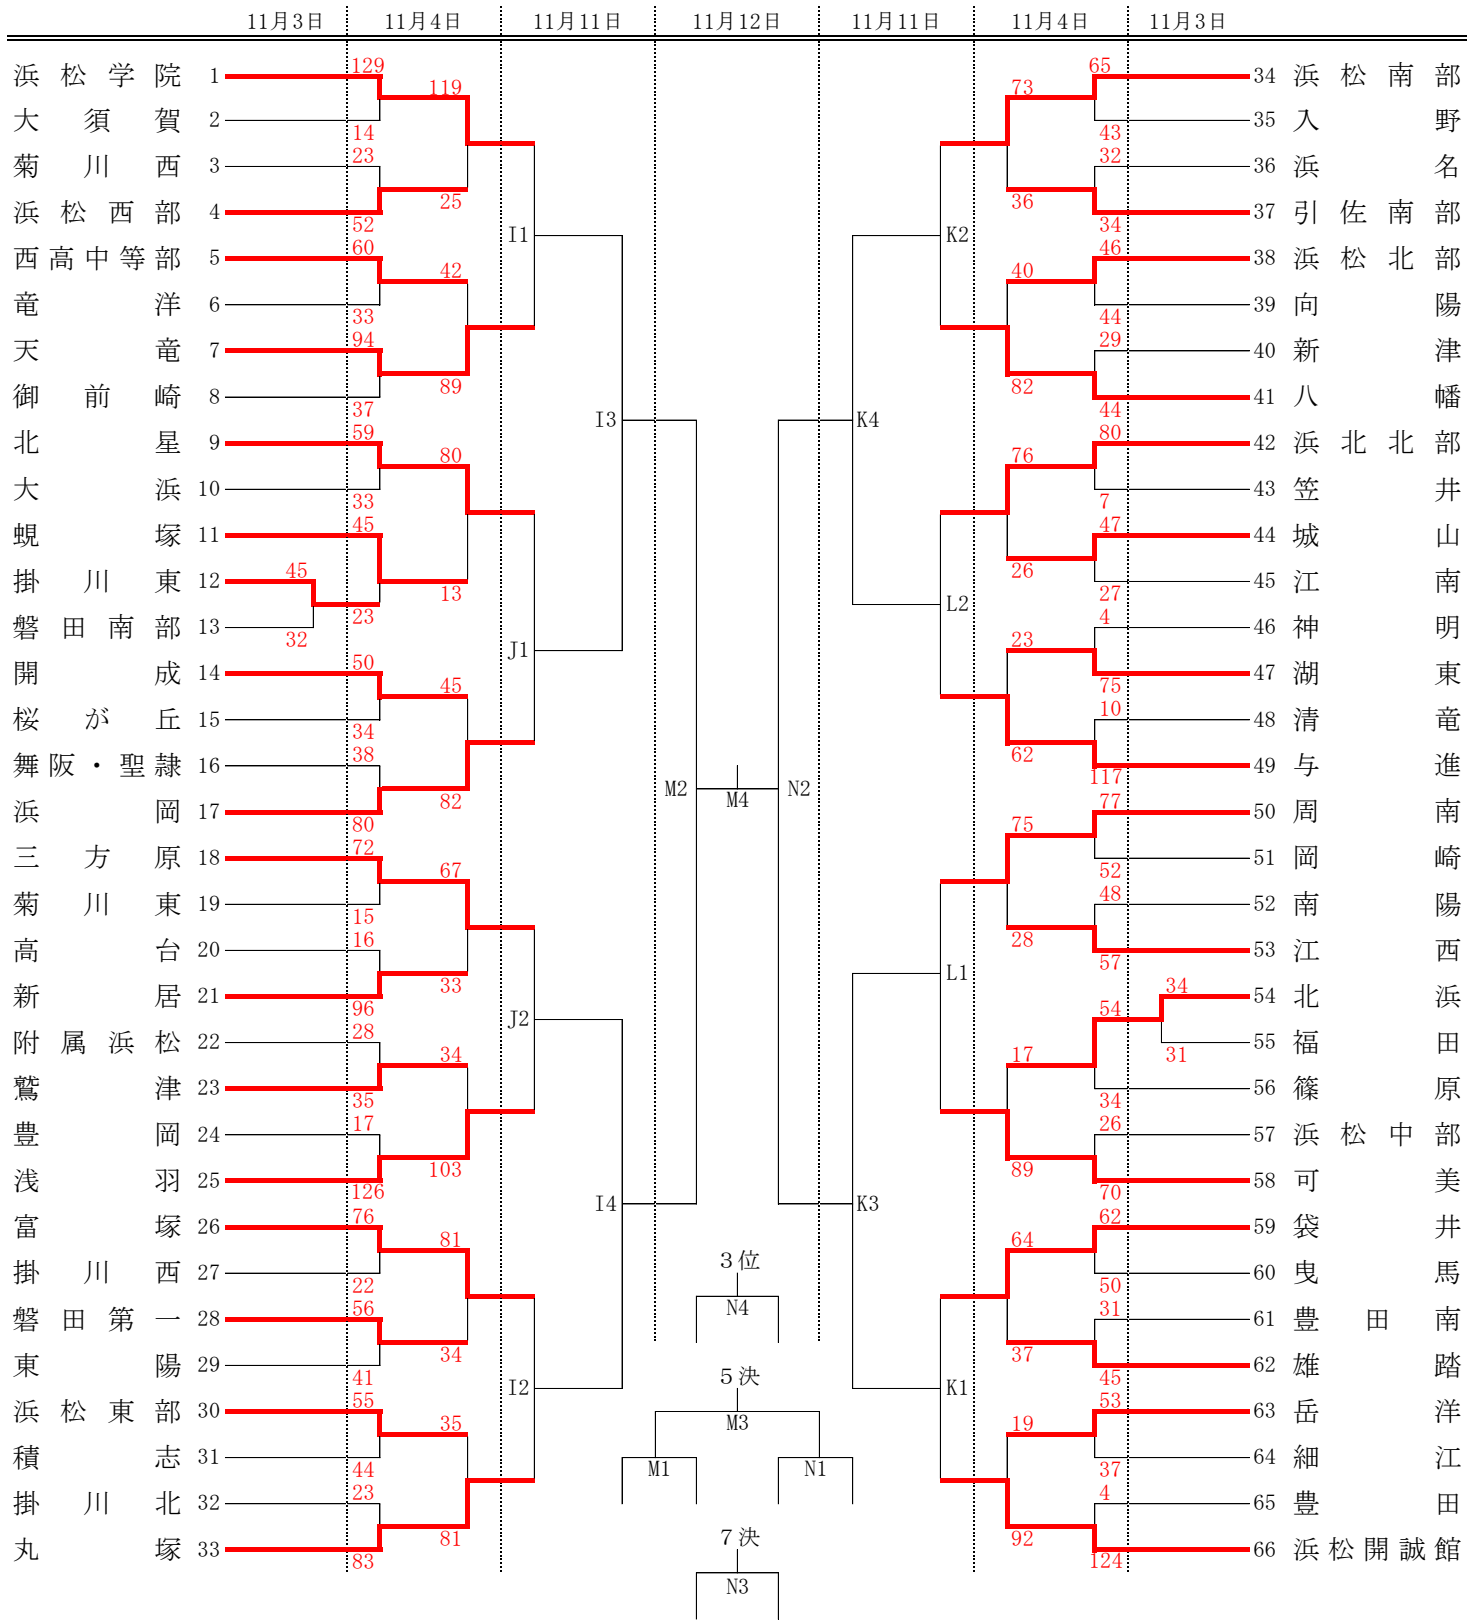 11月3日 11月4日 11月11日 11月12日 11月11日 11月4日 11月3日
浜松学院 1 129 119 73 65 34 浜松南部
大須賀 2 14 43 35 入野
菊川西 3 23 32 36 浜名
浜松西部 4 52 25 36 34 37 引佐南部
I1 K2
西高中等部 5 60 42 40 46 38 浜松北部
竜洋 6 33 44 39 向陽
天竜 7 94 29 40 新津
御前崎 8 37 89 82 44 41 八幡
I3 K4
北星 9 59 80 76 80 42 浜北北部
大浜 10 33 7 43 笠井
蜆塚 11 45 47 44 城山
掛川東 12 45 13 26 27 45 江南
磐田南部 13 32 23 4 46 神明
L2
J1
開成 14 50 45 23 75 47 湖東
桜が丘 15 34 10 48 清竜
舞阪・聖隷 16 38 62 117 49 与進
M2 M4 N2
浜岡 17 80 82 77 50 周南
三方原 18 72 67 75 52 51 岡崎
菊川東 19 15 48 52 南陽
高台 20 16 28 57 53 江西
L1
新居 21 96 33 54 34 54 北浜
J2
附属浜松 22 28 34 17 31 55 福田
鷲津 23 35 34 56 篠原
豊岡 24 17 26 57 浜松中部
浅羽 25 126 103 89 70 58 可美
I4 K3
富塚 26 76 81 64 62 59 袋井
3位
掛川西 27 22 50 60 曳馬
N4
磐田第一 28 56 34 37 31 61 豊田南
東陽 29 41 45 62 雄踏
5決
I2 K1
浜松東部 30 55 35 19 53 63 岳洋
M3
積志 31 44 37 64 細江
M1 N1
掛川北 32 23 4 65 豊田
丸塚 33 83 81 92 124 66 浜松開誠館
7決
N3